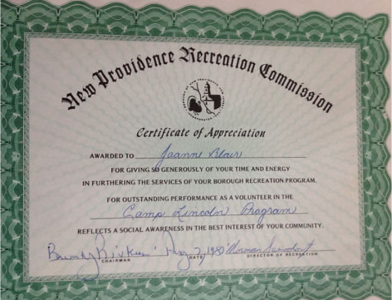 New Providence Recreation Commission
Certificate of Appreciation
AWARDED TO Jeanne Blair
FOR GIVING SO GENEROUSLY OF YOUR TIME AND ENERGY
IN FURTHERING THE SERVICES OF YOUR BOROUGH RECREATION PROGRAM.
FOR OUTSTANDING PERFORMANCE AS A VOLUNTEER IN THE
Camp Lincoln Program
REFLECTS A SOCIAL AWARENESS IN THE BEST INTEREST OF YOUR COMMUNITY.
CHAIRMAN DATE DIRECTOR OF RECREATION